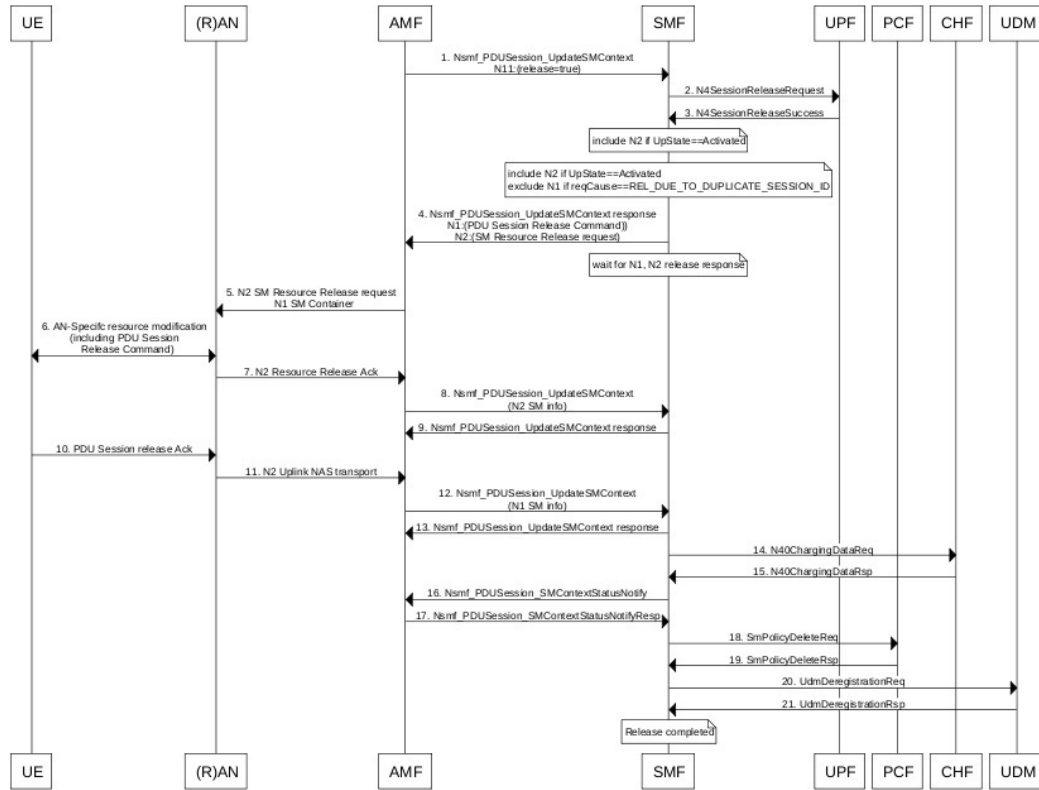 UE (R)AN AMF SMF UPF PCF CHF UDM
1. Nsmf_PDUSession_UpdateSMContext
N11:(release=true)
2. N4SessionReleaseRequest
3. N4SessionReleaseSuccess
include N2 if UpState==Activated
include N2 if UpState==Activated
exclude N1 if reqCause==REL_DUE_TO_DUPLICATE_SESSION_ID
4. Nsmf_PDUSession_UpdateSMContext response
N1:(PDU Session Release Command))
N2:(SM Resource Release request)
wait for N1, N2 release response
5. N2 SM Resource Release request
N1 SM Container
6. AN-Specifc resource modification
(including PDU Session
Release Command)
7. N2 Resource Release Ack
8. Nsmf_PDUSession_UpdateSMContext
(N2 SM info)
9. Nsmf_PDUSession_UpdateSMContext response
10. PDU Session release Ack
11. N2 Uplink NAS transport
12. Nsmf_PDUSession_UpdateSMContext
(N1 SM info)
13. Nsmf_PDUSession_UpdateSMContext response
14. N40ChargingDataReq
15. N40ChargingDataRsp
16. Nsmf_PDUSession_SMContextStatusNotify
17. Nsmf_PDUSession_SMContextStatusNotifyResp
18. SmPolicyDeleteReq
19. SmPolicyDeleteRsp
20. UdmDeregistrationReq
21. UdmDeregistrationRsp
Release completed
UE (R)AN AMF SMF UPF PCF CHF UDM